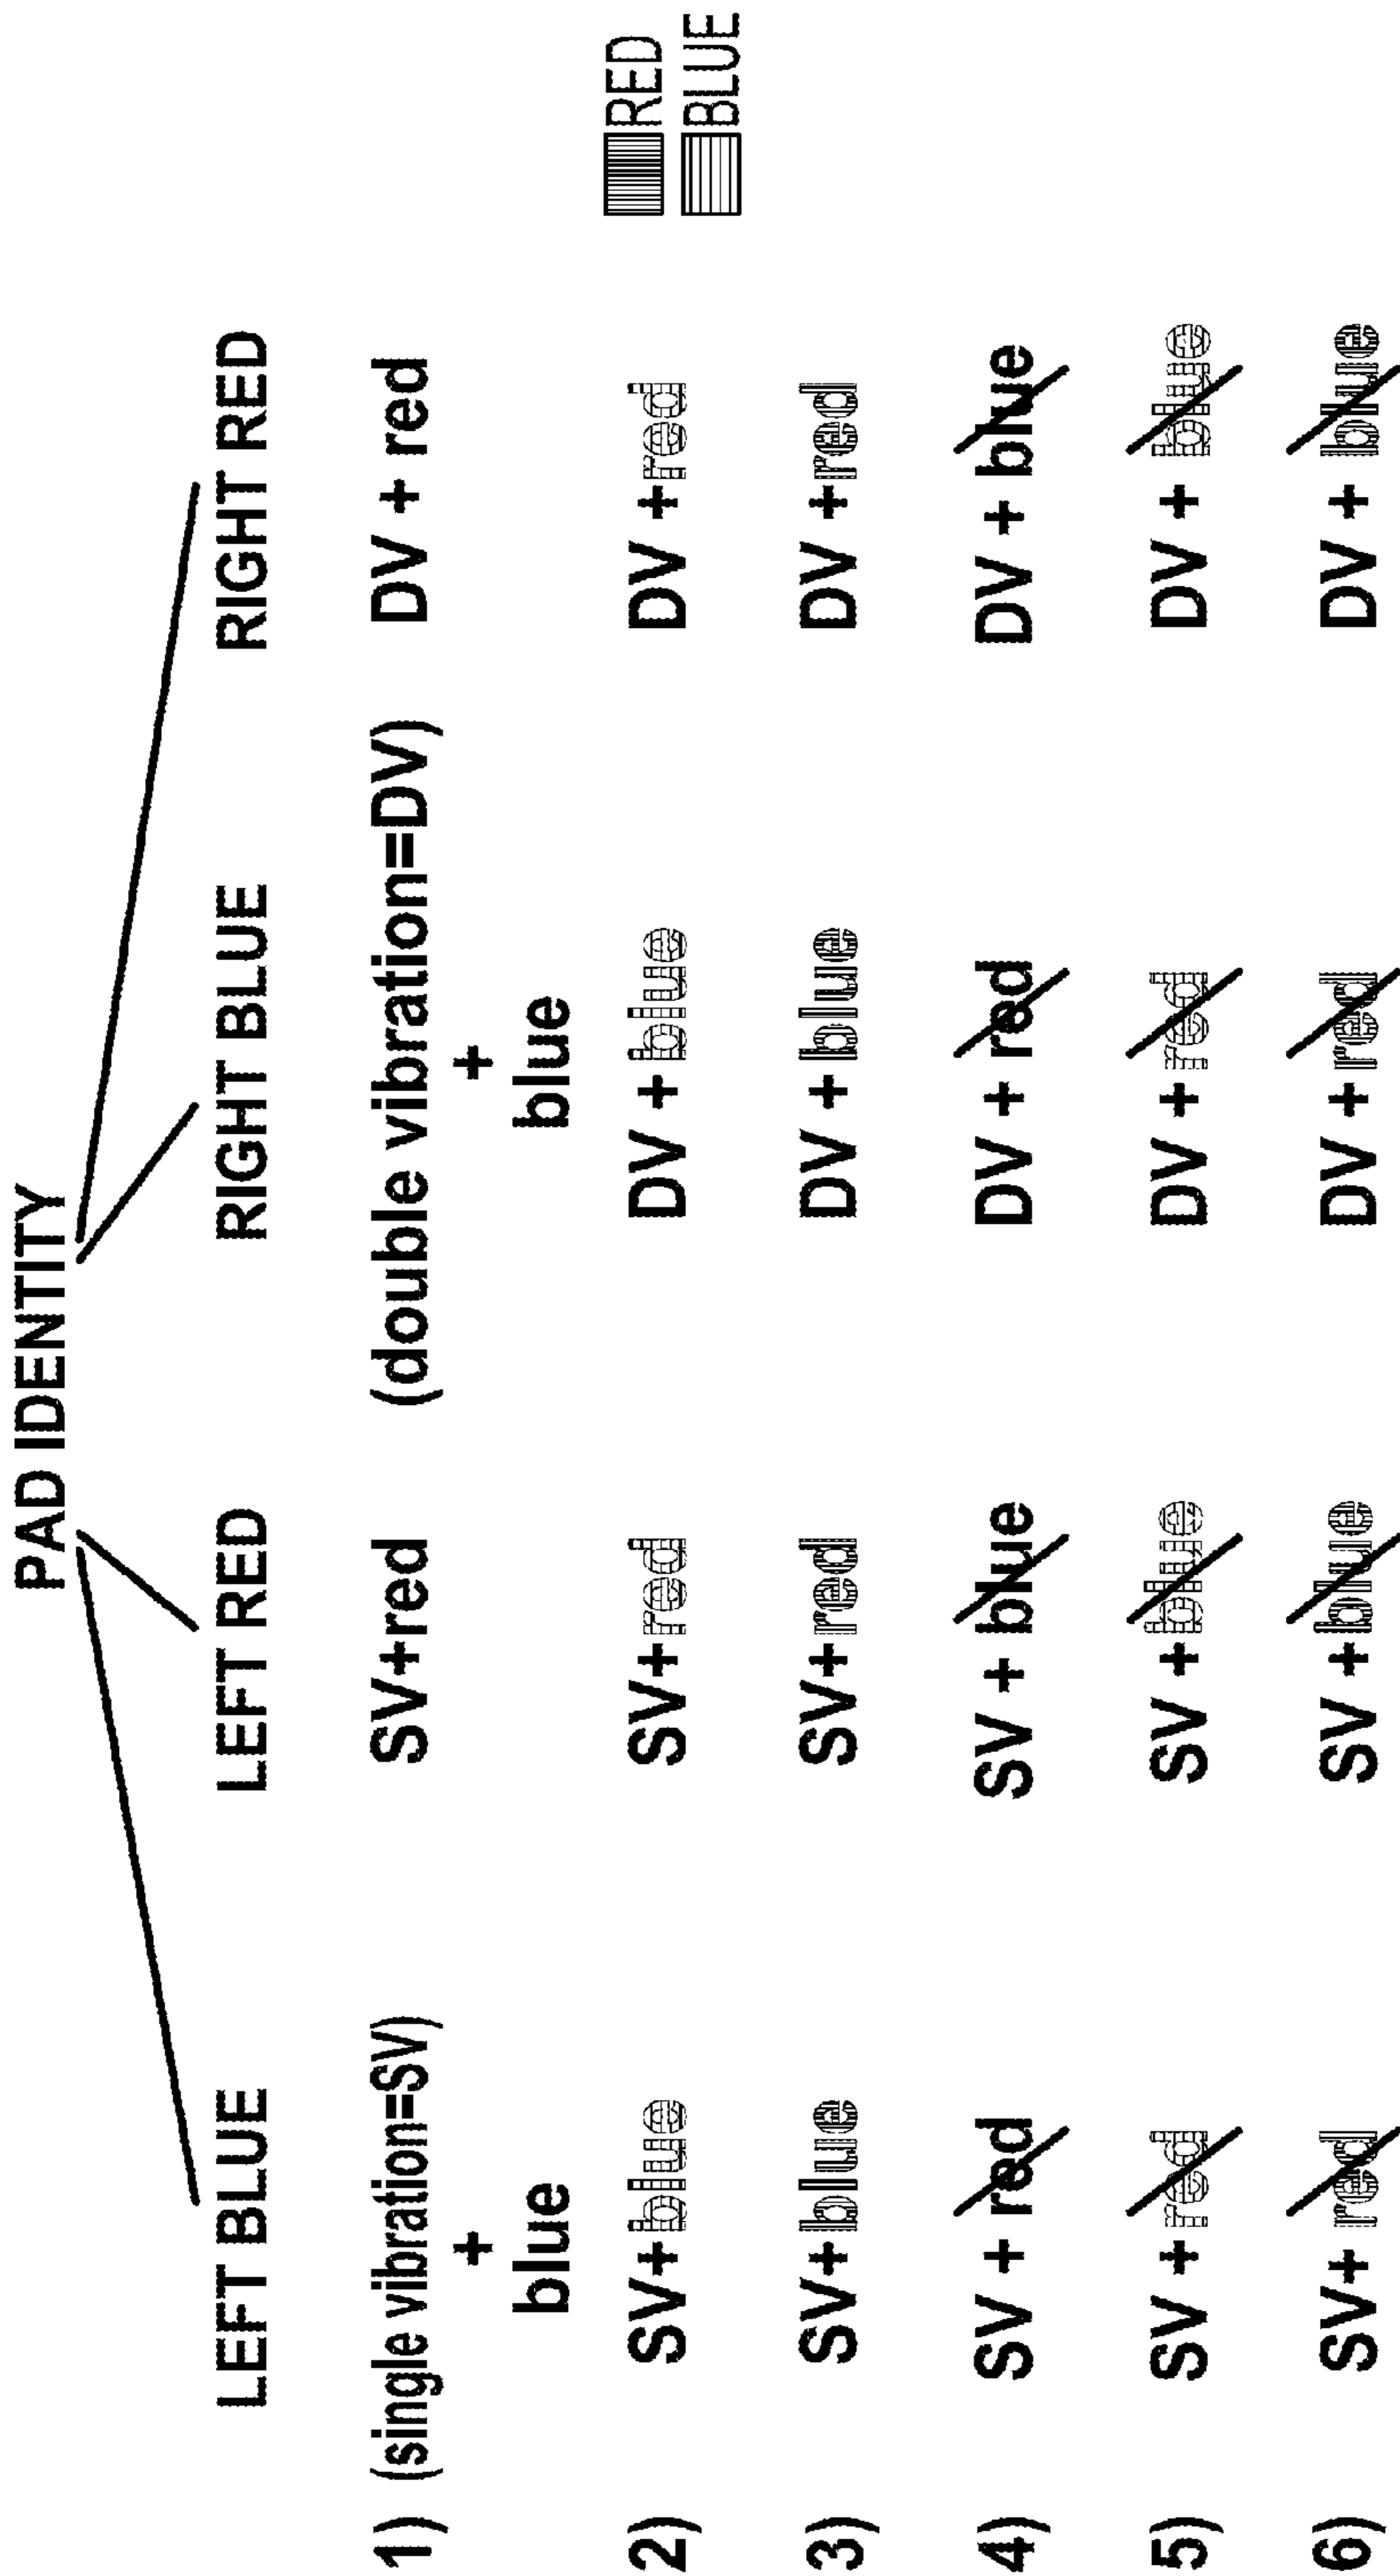 PAD IDENTITY
LEFT BLUE LEFT RED RIGHT BLUE RIGHT RED
1) (single vibration=SV) SV+red (double vibration=DV) DV + red
+ +
blue blue
RED
BLUE
2) SV+ blue SV+ red DV + blue DV +red
3) SV+ blue SV+ red DV + blue DV +red
4) SV + red SV + blue DV + red DV + blue
5) SV + red SV + blue DV + red DV + blue
6) SV+ red SV +blue DV +red DV + blue